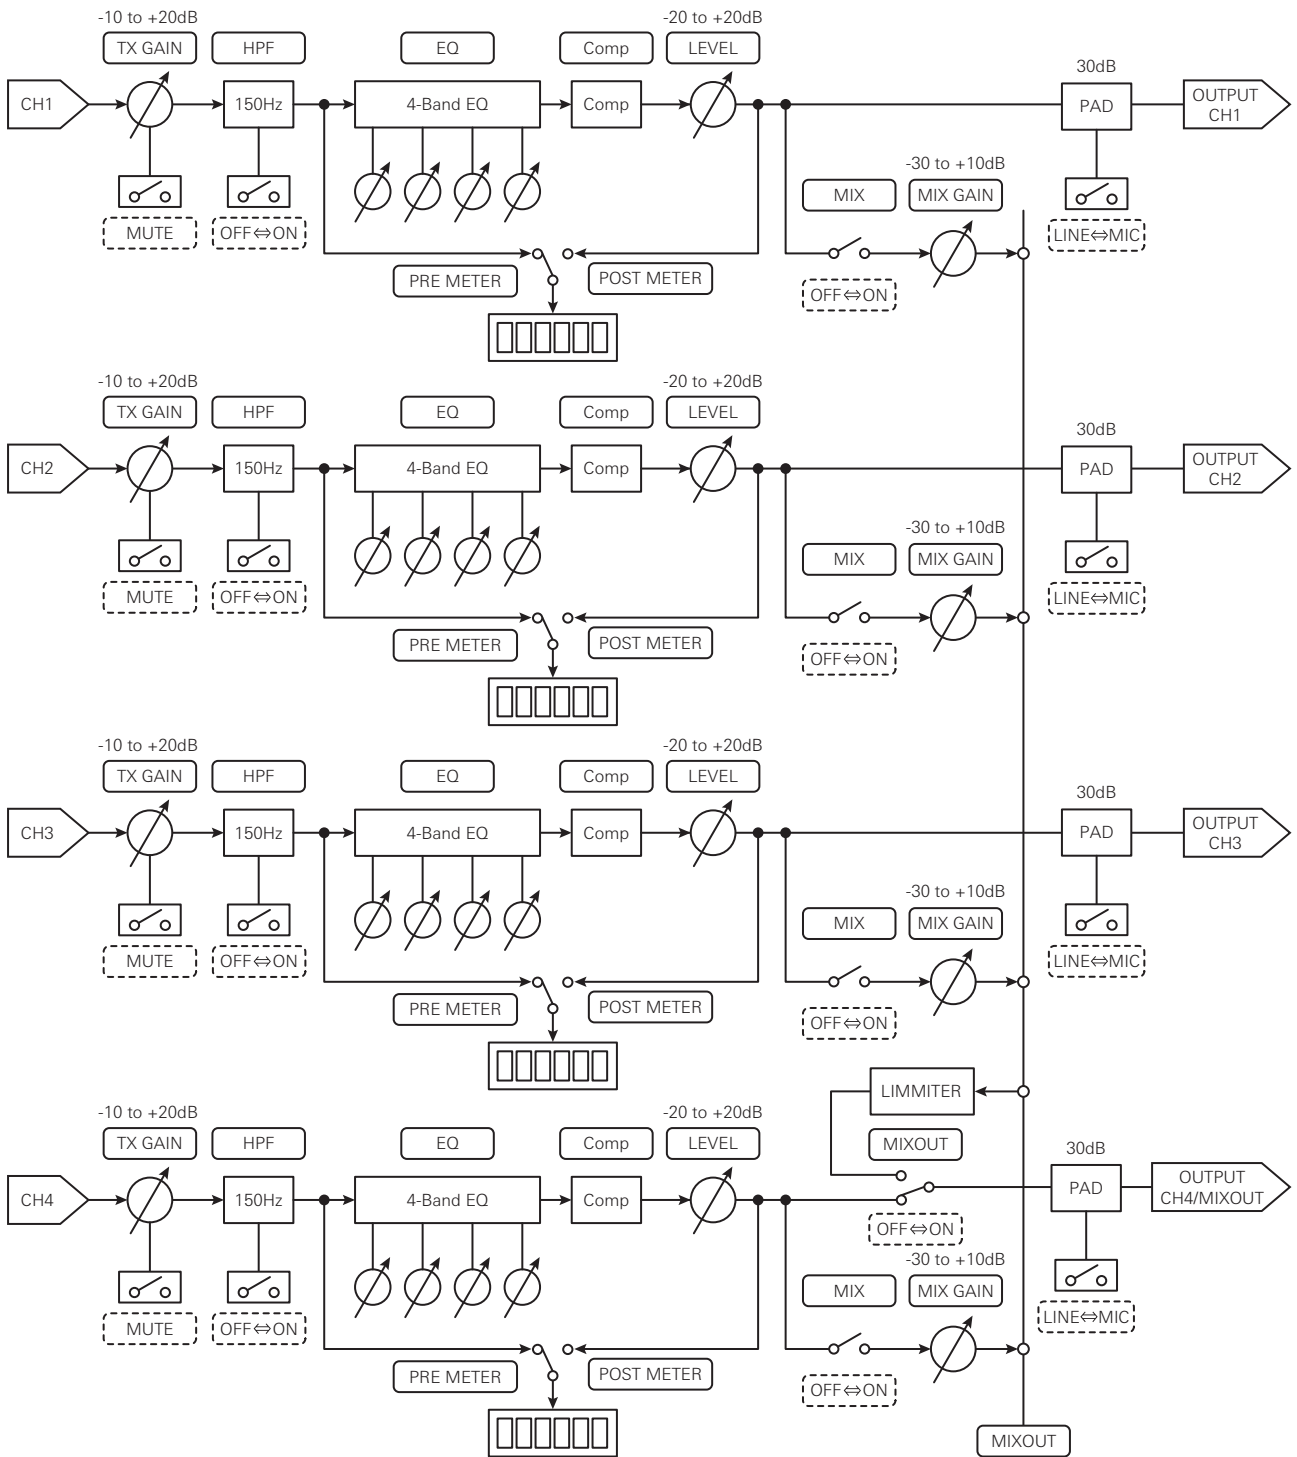 -10 to +20dB
-20 to +20dB
TX GAIN
HPF
EQ
Comp
LEVEL
30dB
CH1
150Hz
4-Band EQ
Comp
PAD
OUTPUT
CH1
-30 to +10dB
MIX
MIX GAIN
MUTE
OFF⇔ON
LINE⇔MIC
PRE METER
POST METER
OFF⇔ON
-10 to +20dB
-20 to +20dB
TX GAIN
HPF
EQ
Comp
LEVEL
30dB
CH2
150Hz
4-Band EQ
Comp
PAD
OUTPUT
CH2
-30 to +10dB
MIX
MIX GAIN
MUTE
OFF⇔ON
LINE⇔MIC
PRE METER
POST METER
OFF⇔ON
-10 to +20dB
-20 to +20dB
TX GAIN
HPF
EQ
Comp
LEVEL
30dB
CH3
150Hz
4-Band EQ
Comp
PAD
OUTPUT
CH3
-30 to +10dB
MIX
MIX GAIN
MUTE
OFF⇔ON
LINE⇔MIC
PRE METER
POST METER
OFF⇔ON
LIMMITER
-10 to +20dB
-20 to +20dB
TX GAIN
HPF
EQ
Comp
LEVEL
MIXOUT
30dB
CH4
150Hz
4-Band EQ
Comp
PAD
OUTPUT
CH4/MIXOUT
OFF⇔ON
-30 to +10dB
MIX
MIX GAIN
MUTE
OFF⇔ON
LINE⇔MIC
PRE METER
POST METER
OFF⇔ON
MIXOUT